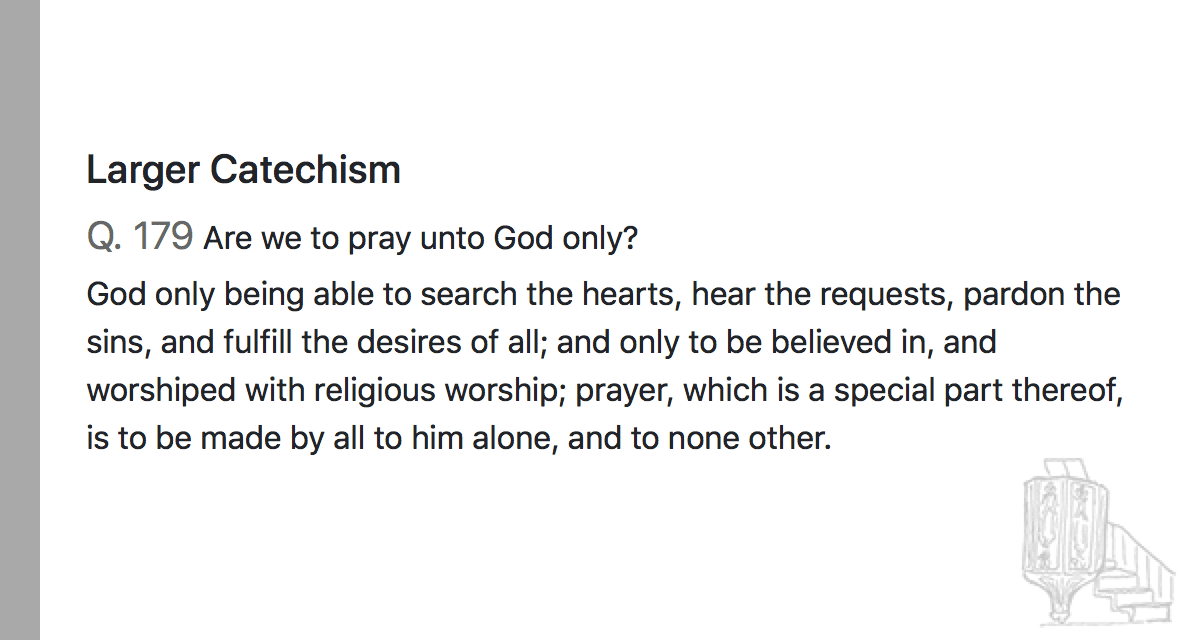 Larger Catechism
Q. 179 Are we to pray unto God only?
God only being able to search the hearts, hear the requests, pardon the
sins, and fulfill the desires of all; and only to be believed in, and
worshiped with religious worship; prayer, which is a special part thereof,
is to be made by all to him alone, and to none other.